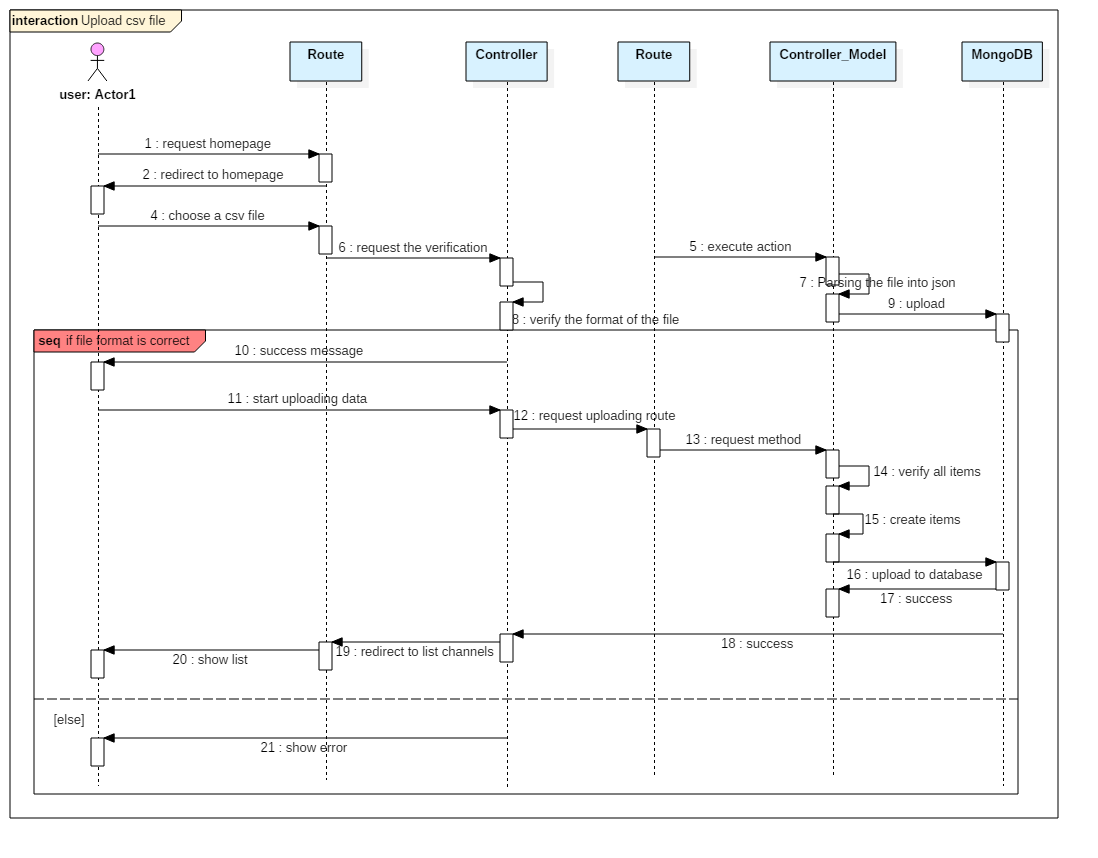 interaction Upload csv file
Route
Controller
Route
Controller_Model
MongoDB
user: Actor1
1 : request homepage
2 : redirect to homepage
4 : choose a csv file
6 : request the verification
5 : execute action
7 : Parsing the file into json
9 : upload
8 : verify the format of the file
seq if file format is correct
10 : success message
11 : start uploading data
12 : request uploading route
13 : request method
14 : verify all items
15 : create items
16 : upload to database
17 : success
18 : success
19 : redirect to list channels
20 : show list
[else]
21 : show error